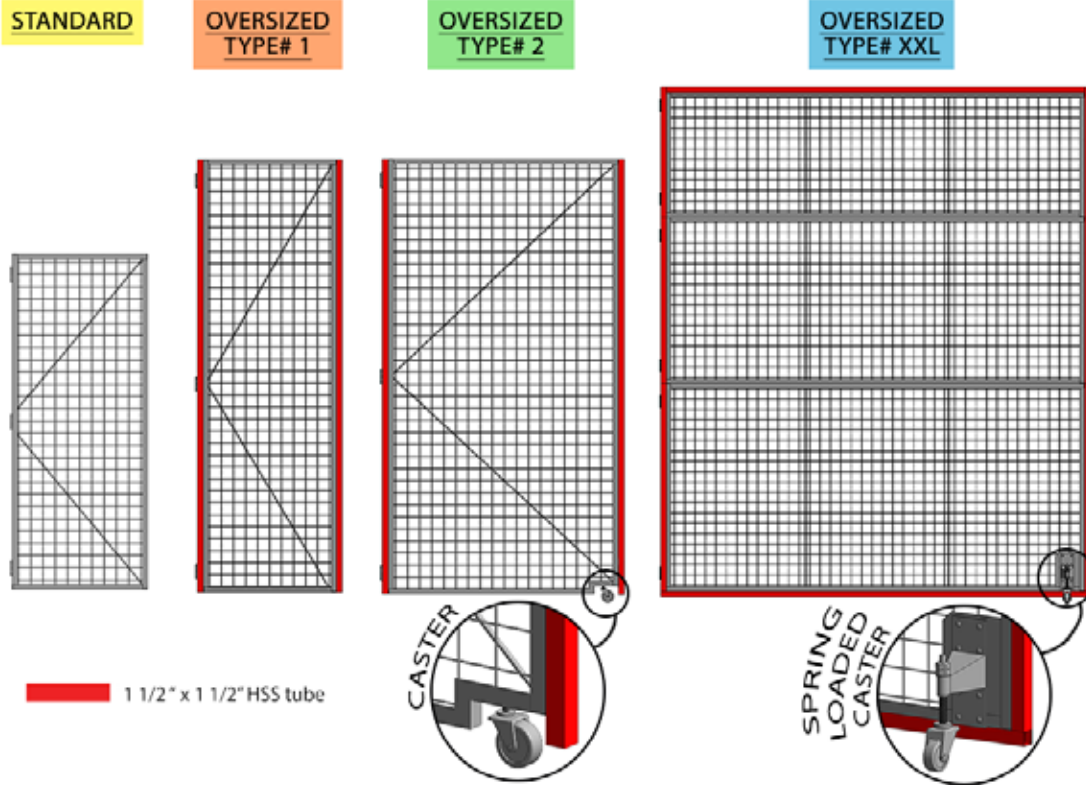 STANDARD
OVERSIZED
TYPE# 1
OVERSIZED
TYPE# 2
OVERSIZED
TYPE# XXL
CASTER
SPRING
LOADED
CASTER
1 1/2" x 1 1/2" HSS tube